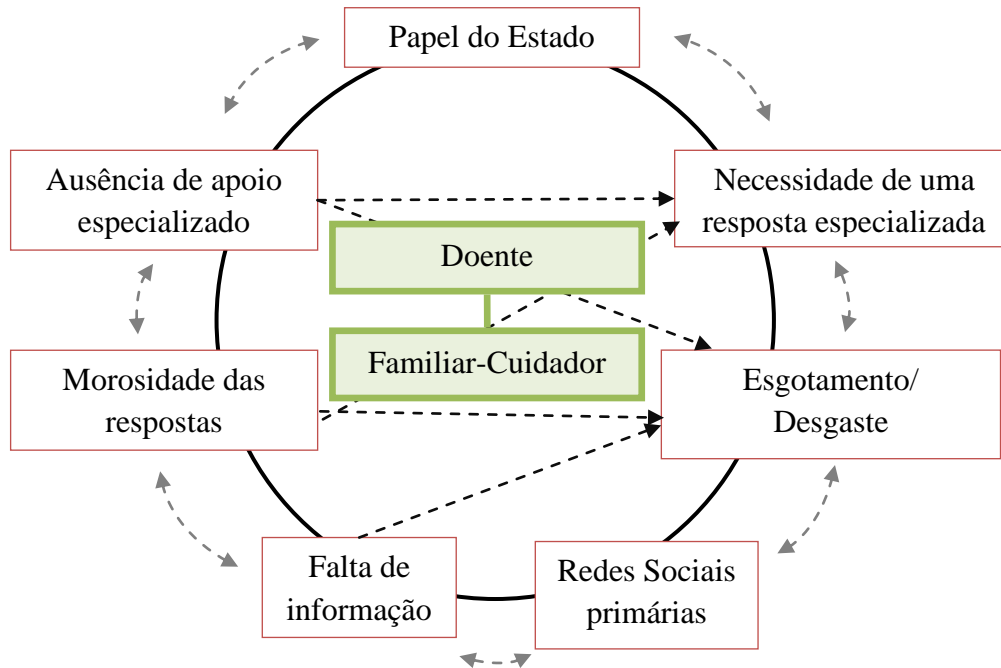 Papel do Estado
Ausência de apoio
especializado
Necessidade de uma
resposta especializada
Doente
Familiar-Cuidador
Morosidade das
respostas
Esgotamento/
Desgaste
Falta de
informação
Redes Sociais
primárias